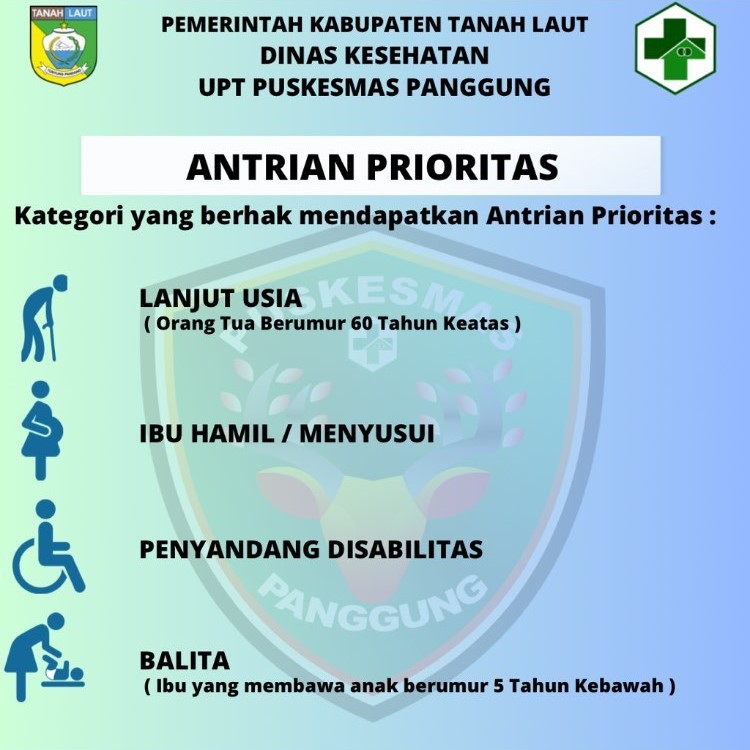 TANAH LAUT
PEMERINTAH KABUPATEN TANAH LAUT
DINAS KESEHATAN
UPT PUSKESMAS PANGGUNG
ANTRIAN PRIORITAS
Kategori yang berhak mendapatkan Antrian Prioritas :
PUSKESMAS
LANJUT USIA
( Orang Tua Berumur 60 Tahun Keatas )
IBU HAMIL / MENYUSUI
PENYANDANG DISABILITAS
PANGGUNG
BALITA
( Ibu yang membawa anak berumur 5 Tahun Kebawah )